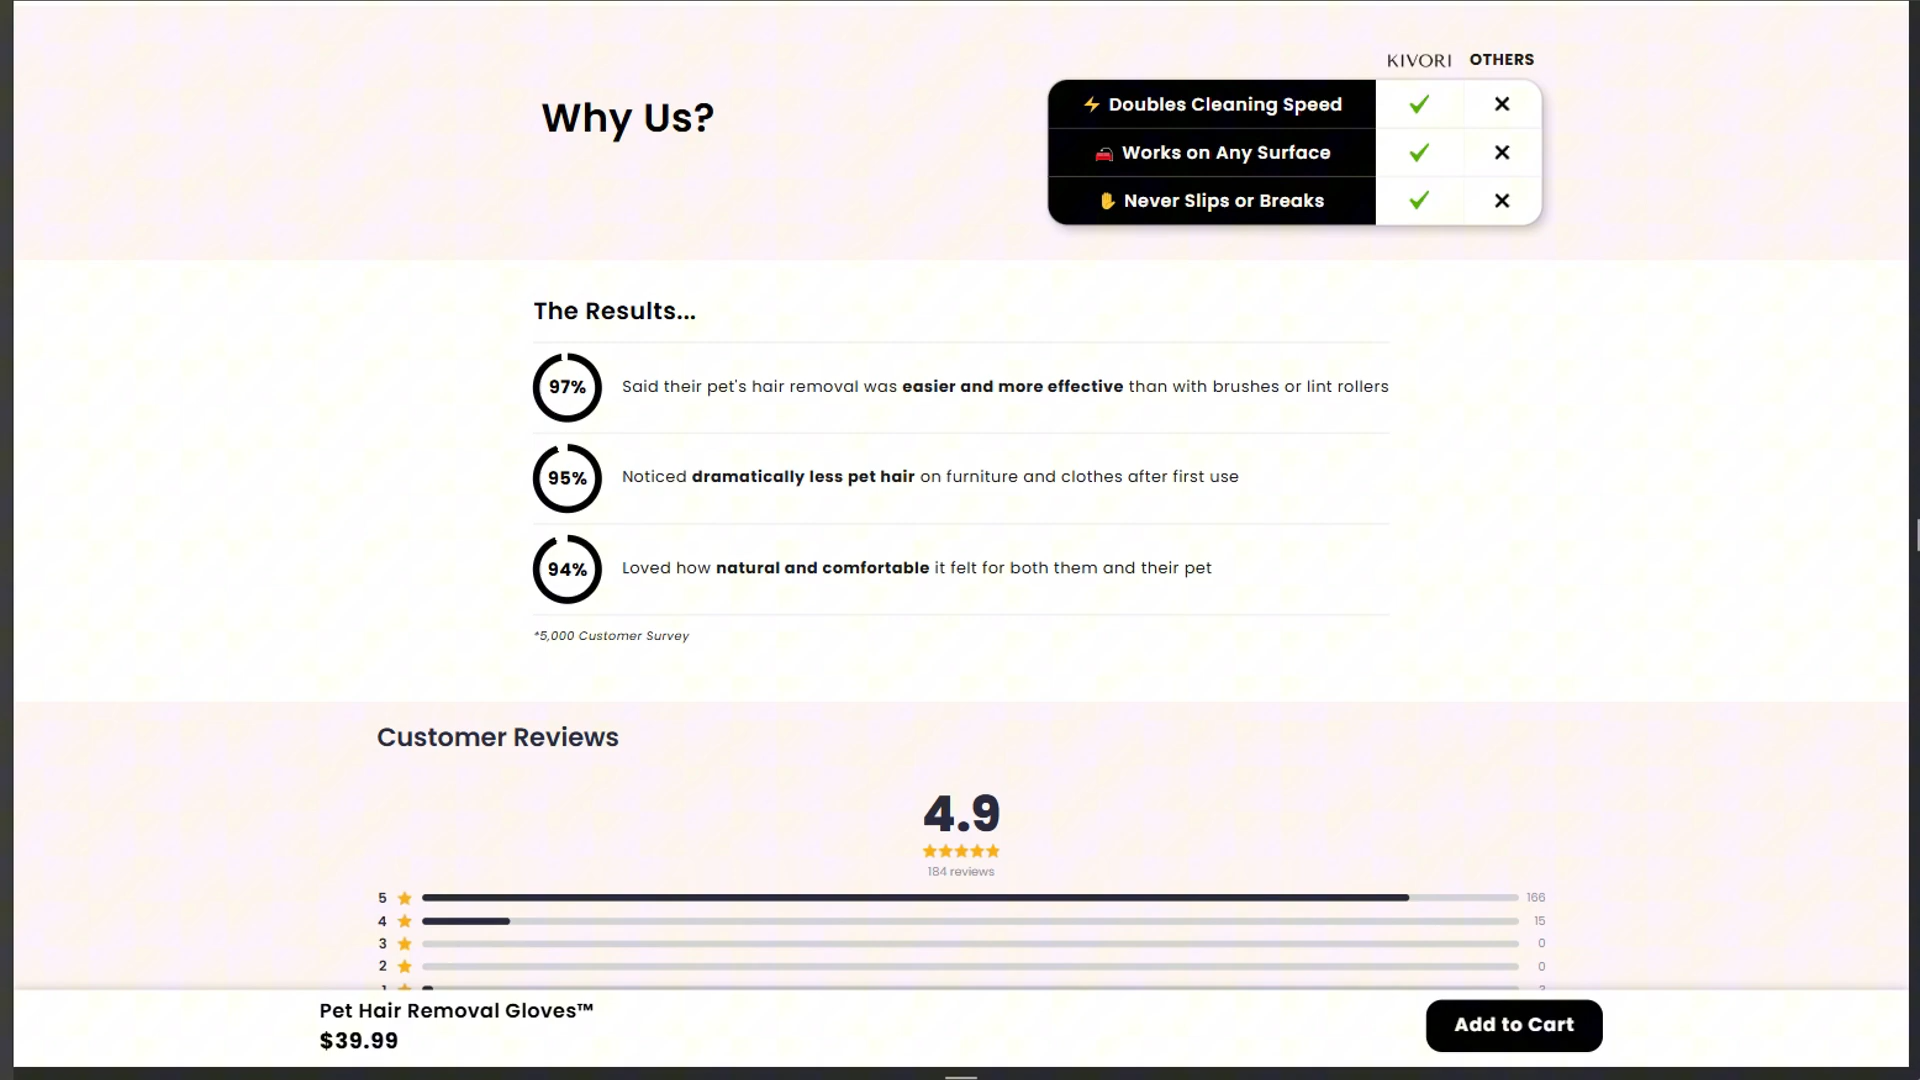 KIVORI OTHERS
Why Us?
⚡ Doubles Cleaning Speed ✓ ✕
🚘 Works on Any Surface ✓ ✕
✋ Never Slips or Breaks ✓ ✕
The Results...
97% Said their pet's hair removal was easier and more effective than with brushes or lint rollers
95% Noticed dramatically less pet hair on furniture and clothes after first use
94% Loved how natural and comfortable it felt for both them and their pet
*5,000 Customer Survey
Customer Reviews
4.9
★★★★★
184 reviews
5 ★ 166
4 ★ 15
3 ★ 0
2 ★ 0
Pet Hair Removal Gloves™
$39.99
Add to Cart